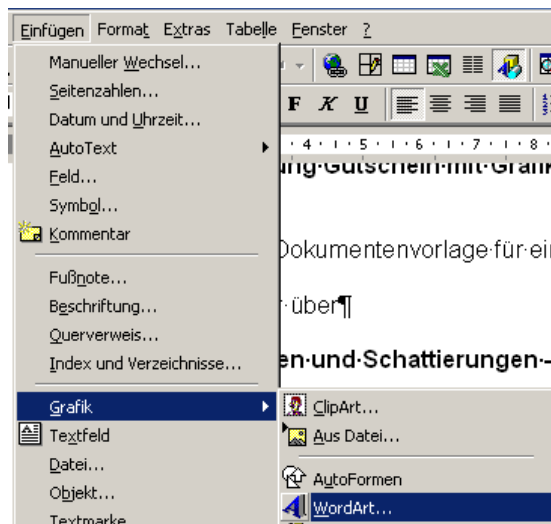 Einfügen Format Extras Tabelle Fenster ?
Manueller Wechsel...
Seitenzahlen...
Datum und Uhrzeit...
AutoText
Feld...
Symbol...
Kommentar
Fußnote...
Beschriftung...
Querverweis...
Index und Verzeichnisse...
Grafik
Textfeld
Datei...
Objekt...
Textmarke
F K U
· 4 · ı · 5 · ı · 6 · ı · 7 · ı · 8 ·
ung·Gutschein·mit·Grafik
Dokumentenvorlage·für·ei
·über¶
en·und·Schattierungen·–
ClipArt...
Aus Datei...
AutoFormen
WordArt...